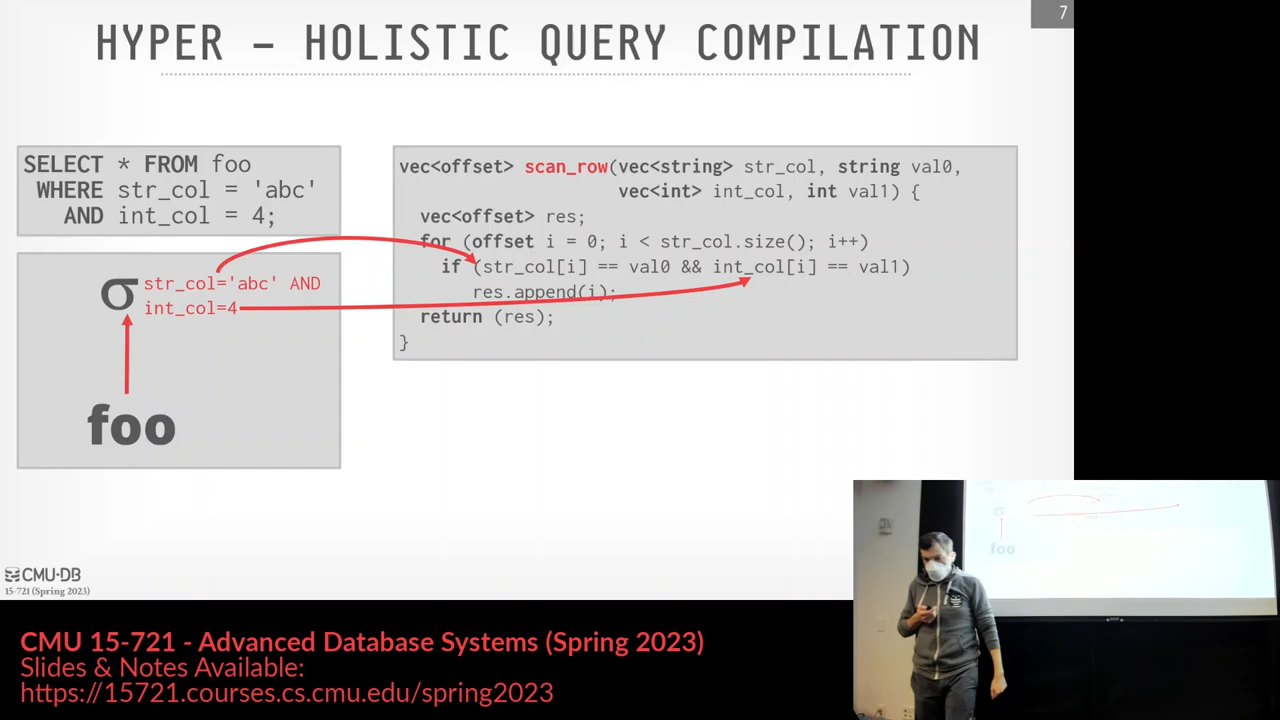 7
HYPER – HOLISTIC QUERY COMPILATION
SELECT * FROM foo
WHERE str_col = 'abc'
AND int_col = 4;
σ str_col='abc' AND
int_col=4
foo
vec<offset> scan_row(vec<string> str_col, string val0,
vec<int> int_col, int val1) {
vec<offset> res;
for (offset i = 0; i < str_col.size(); i++)
if (str_col[i] == val0 && int_col[i] == val1)
res.append(i);
return (res);
}
CMU·DB
15-721 (Spring 2023)
σ
foo
CMU 15-721 - Advanced Database Systems (Spring 2023)
Slides & Notes Available:
https://15721.courses.cs.cmu.edu/spring2023